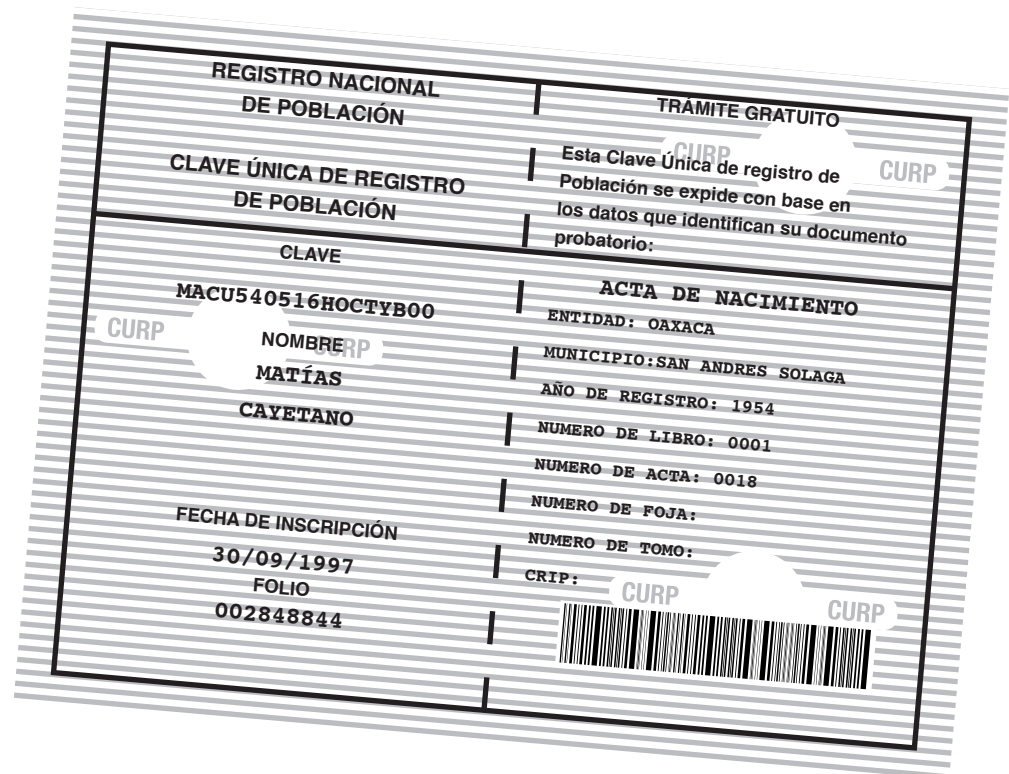 REGISTRO NACIONAL
DE POBLACIÓN
CLAVE ÚNICA DE REGISTRO
DE POBLACIÓN
TRÁMITE GRATUITO
CURP
CURP
Esta Clave Única de registro de
Población se expide con base en
los datos que identifican su documento
probatorio:
CLAVE
MACU540516HOCTYB00
CURP
NOMBRE
CURP
MATÍAS
CAYETANO
FECHA DE INSCRIPCIÓN
30/09/1997
FOLIO
002848844
ACTA DE NACIMIENTO
ENTIDAD: OAXACA
MUNICIPIO:SAN ANDRES SOLAGA
AÑO DE REGISTRO: 1954
NUMERO DE LIBRO: 0001
NUMERO DE ACTA: 0018
NUMERO DE FOJA:
NUMERO DE TOMO:
CRIP:
CURP
CURP